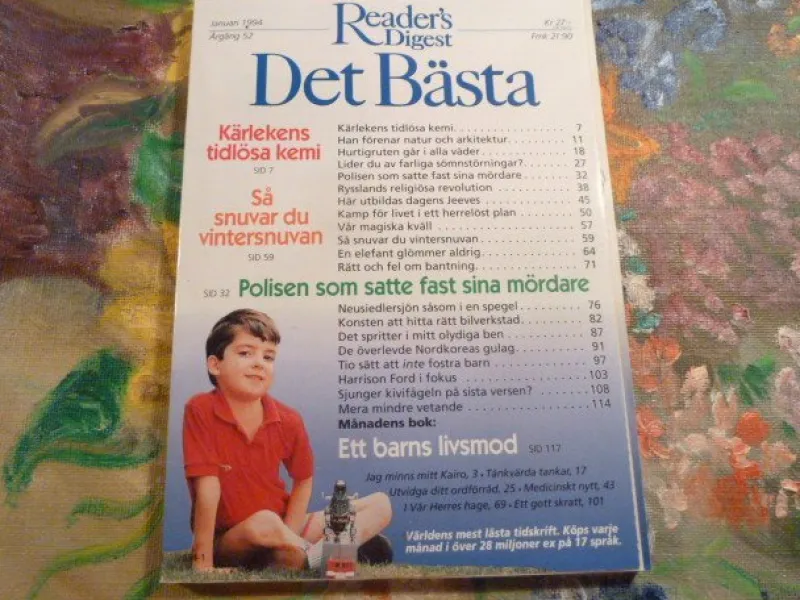 Januari 1994
Årgång 52
Reader's
Digest
Kr 22:-
Fmk 21:90
Det Bästa
Kärlekens
tidlösa kemi
SID 7
Så
snuvar du
vintersnuvan
SID 59
Kärlekens tidlösa kemi. . . . . . . . . . . . . . . . 7
Han förenar natur och arkitektur. . . . . . . . . 11
Hurtigruten går i alla väder . . . . . . . . . . . . 18
Lider du av farliga sömnstörningar?. . . . . . . 27
Polisen som satte fast sina mördare . . . . . . . 32
Rysslands religiösa revolution . . . . . . . . . . . 38
Här utbildas dagens Jeeves . . . . . . . . . . . . 45
Kamp för livet i ett herrelöst plan . . . . . . . . 50
Vår magiska kväll . . . . . . . . . . . . . . . . . . 57
Så snuvar du vintersnuvan . . . . . . . . . . . . . 59
En elefant glömmer aldrig. . . . . . . . . . . . . 64
Rätt och fel om bantning. . . . . . . . . . . . . . 71
SID 32 Polisen som satte fast sina mördare
Neusiedlersjön såsom i en spegel . . . . . . . . 76
Konsten att hitta rätt bilverkstad. . . . . . . . . 82
Det spritter i mitt olydiga ben . . . . . . . . . . 87
De överlevde Nordkoreas gulag. . . . . . . . . . 91
Tio sätt att inte fostra barn . . . . . . . . . . . . 97
Harrison Ford i fokus . . . . . . . . . . . . . . . 103
Sjunger kivifågeln på sista versen? . . . . . . . 108
Mera mindre vetande . . . . . . . . . . . . . . . 114
Månadens bok:
Ett barns livsmod SID 117
Jag minns mitt Kairo, 3 • Tänkvärda tankar, 17
Utvidga ditt ordförråd, 25 • Medicinskt nytt, 43
I Vår Herres hage, 69 • Ett gott skratt, 101
Världens mest lästa tidskrift. Köps varje
månad i över 28 miljoner ex på 17 språk.